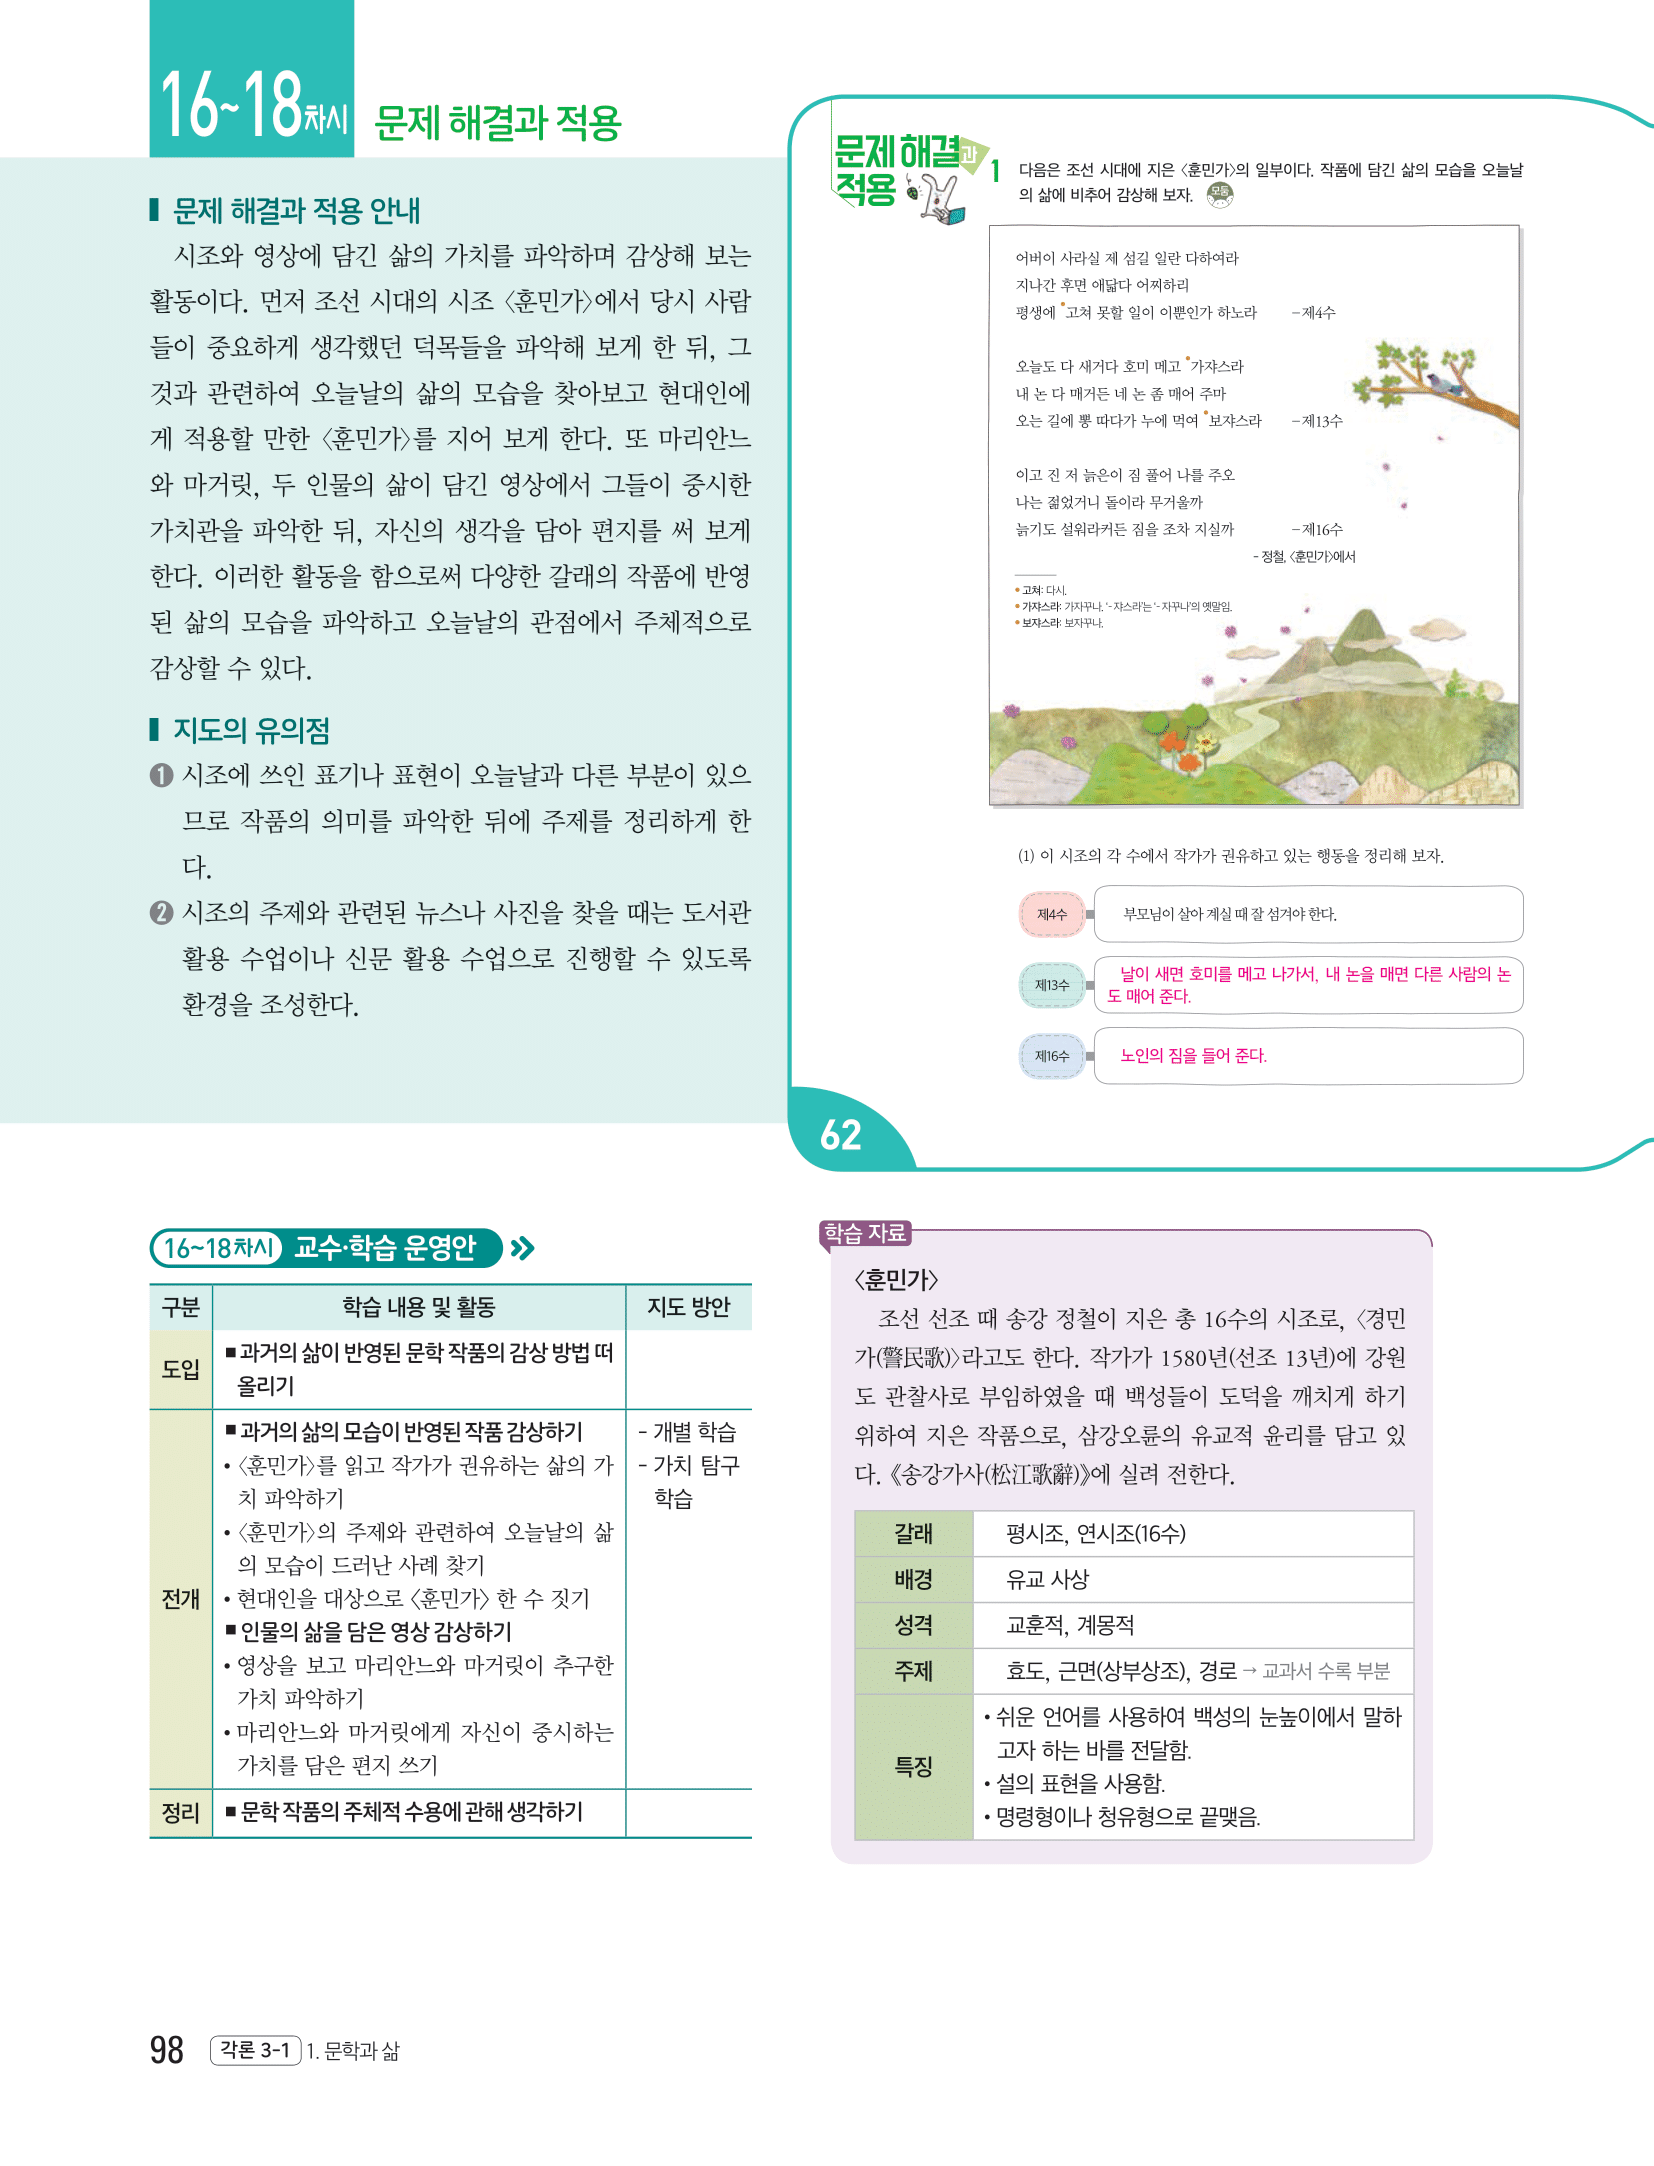 16~18차시
문제 해결과 적용
문제 해결과 적용 안내
시조와 영상에 담긴 삶의 가치를 파악하며 감상해 보는
활동이다. 먼저 조선 시대의 시조 〈훈민가〉에서 당시 사람
들이 중요하게 생각했던 덕목들을 파악해 보게 한 뒤, 그
것과 관련하여 오늘날의 삶의 모습을 찾아보고 현대인에
게 적용할 만한 〈훈민가〉를 지어 보게 한다. 또 마리안느
와 마거릿, 두 인물의 삶이 담긴 영상에서 그들이 중시한
가치관을 파악한 뒤, 자신의 생각을 담아 편지를 써 보게
한다. 이러한 활동을 함으로써 다양한 갈래의 작품에 반영
된 삶의 모습을 파악하고 오늘날의 관점에서 주체적으로
감상할 수 있다.
지도의 유의점
❶ 시조에 쓰인 표기나 표현이 오늘날과 다른 부분이 있으
므로 작품의 의미를 파악한 뒤에 주제를 정리하게 한
다.
❷ 시조의 주제와 관련된 뉴스나 사진을 찾을 때는 도서관
활용 수업이나 신문 활용 수업으로 진행할 수 있도록
환경을 조성한다.
문제 해결과
적용
1 다음은 조선 시대에 지은 〈훈민가〉의 일부이다. 작품에 담긴 삶의 모습을 오늘날
의 삶에 비추어 감상해 보자. 모둠
어버이 사라실 제 섬길 일란 다하여라
지나간 후면 애닯다 어찌하리
평생에 •고쳐 못할 일이 이뿐인가 하노라 –제4수
오늘도 다 새거다 호미 메고 •가쟈스라
내 논 다 매거든 네 논 좀 매어 주마
오는 길에 뽕 따다가 누에 먹여 •보쟈스라 –제13수
이고 진 저 늙은이 짐 풀어 나를 주오
나는 젊었거니 돌이라 무거울까
늙기도 설워라커든 짐을 조차 지실까 –제16수
- 정철, 〈훈민가〉에서
• 고쳐: 다시.
• 가쟈스라: 가자꾸나. ‘-쟈스라’는 ‘-자꾸나’의 옛말임.
• 보쟈스라: 보자꾸나.
(1) 이 시조의 각 수에서 작가가 권유하고 있는 행동을 정리해 보자.
제4수 부모님이 살아 계실 때 잘 섬겨야 한다.
제13수 날이 새면 호미를 메고 나가서, 내 논을 매면 다른 사람의 논
도 매어 준다.
제16수 노인의 짐을 들어 준다.
62
16~18차시 교수·학습 운영안
구분 학습 내용 및 활동 지도 방안
도입
■ 과거의 삶이 반영된 문학 작품의 감상 방법 떠
올리기
전개
■ 과거의 삶의 모습이 반영된 작품 감상하기
• 〈훈민가〉를 읽고 작가가 권유하는 삶의 가
치 파악하기
• 〈훈민가〉의 주제와 관련하여 오늘날의 삶
의 모습이 드러난 사례 찾기
• 현대인을 대상으로 〈훈민가〉 한 수 짓기
■ 인물의 삶을 담은 영상 감상하기
• 영상을 보고 마리안느와 마거릿이 추구한
가치 파악하기
• 마리안느와 마거릿에게 자신이 중시하는
가치를 담은 편지 쓰기
- 개별 학습
- 가치 탐구
학습
정리
■ 문학 작품의 주체적 수용에 관해 생각하기
학습 자료
〈훈민가〉
조선 선조 때 송강 정철이 지은 총 16수의 시조로, 〈경민
가(警民歌)〉라고도 한다. 작가가 1580년(선조 13년)에 강원
도 관찰사로 부임하였을 때 백성들이 도덕을 깨치게 하기
위하여 지은 작품으로, 삼강오륜의 유교적 윤리를 담고 있
다. 《송강가사(松江歌辭)》에 실려 전한다.
갈래 평시조, 연시조(16수)
배경 유교 사상
성격 교훈적, 계몽적
주제 효도, 근면(상부상조), 경로 → 교과서 수록 부분
특징
• 쉬운 언어를 사용하여 백성의 눈높이에서 말하
고자 하는 바를 전달함.
• 설의 표현을 사용함.
• 명령형이나 청유형으로 끝맺음.
98 각론 3-1 1. 문학과 삶